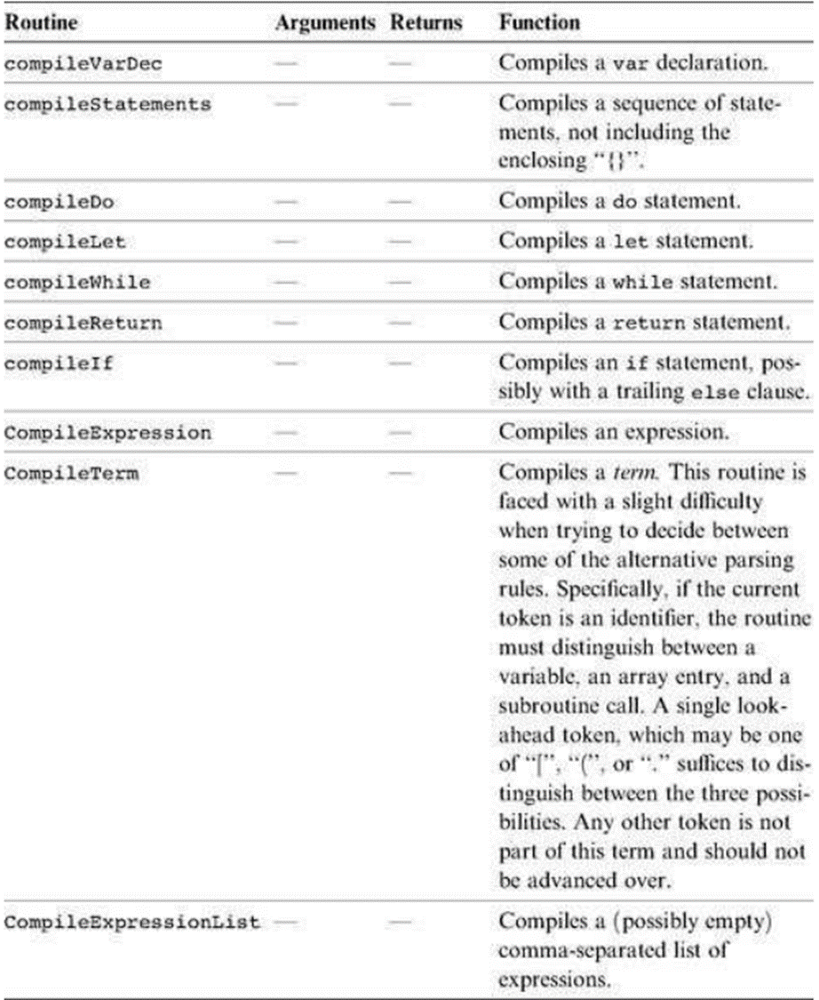 Routine Arguments Returns Function
compileVarDec — — Compiles a var declaration.
compileStatements — — Compiles a sequence of state-
ments, not including the
enclosing “{}”.
compileDo — — Compiles a do statement.
compileLet — — Compiles a let statement.
compileWhile — — Compiles a while statement.
compileReturn — — Compiles a return statement.
compileIf — — Compiles an if statement, pos-
sibly with a trailing else clause.
CompileExpression — — Compiles an expression.
CompileTerm — — Compiles a term. This routine is
faced with a slight difficulty
when trying to decide between
some of the alternative parsing
rules. Specifically, if the current
token is an identifier, the routine
must distinguish between a
variable, an array entry, and a
subroutine call. A single look-
ahead token, which may be one
of “[”, “(”, or “.” suffices to dis-
tinguish between the three possi-
bilities. Any other token is not
part of this term and should not
be advanced over.
CompileExpressionList — — Compiles a (possibly empty)
comma-separated list of
expressions.